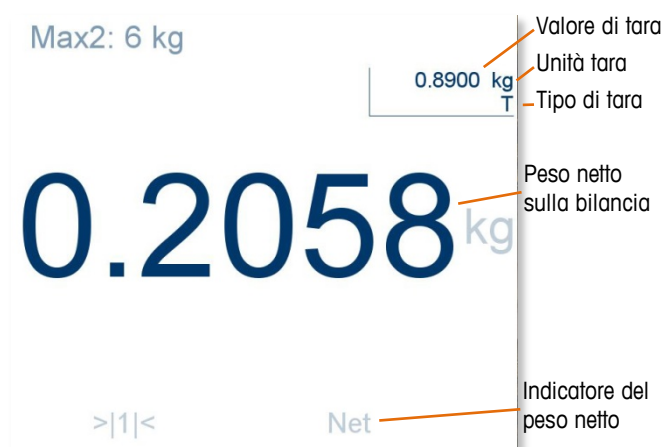 Max2: 6 kg
Valore di tara
0.8900 kg
Unità tara
T
Tipo di tara
0.2058 kg
Peso netto
sulla bilancia
>|1|<
Net
Indicatore del
peso netto